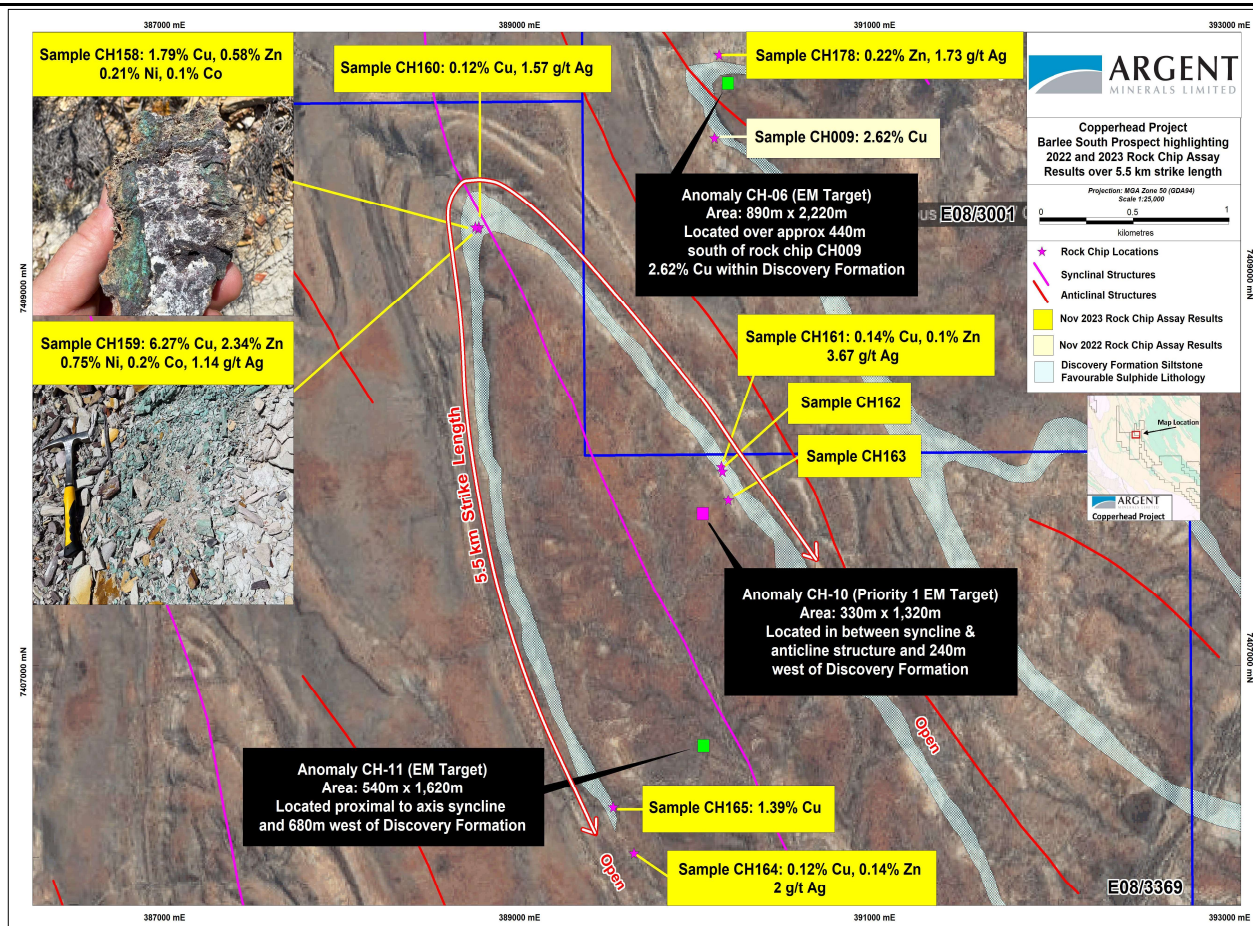 387000 mE
389000 mE
391000 mE
393000 mE
Sample CH158: 1.79% Cu, 0.58% Zn
0.21% Ni, 0.1% Co
Sample CH160: 0.12% Cu, 1.57 g/t Ag
Sample CH178: 0.22% Zn, 1.73 g/t Ag
Sample CH009: 2.62% Cu
ARGENT
MINERALS LIMITED
Copperhead Project
Barlee South Prospect highlighting
2022 and 2023 Rock Chip Assay
Results over 5.5 km strike length
Projection: MGA Zone 50 (GDA94)
Scale 1:25,000
0 0.5 1
kilometres
Rock Chip Locations
Synclinal Structures
Anticlinal Structures
Nov 2023 Rock Chip Assay Results
Nov 2022 Rock Chip Assay Results
Discovery Formation Siltstone
Favourable Sulphide Lithology
Anomaly CH-06 (EM Target)
Area: 890m x 2,220m
Located over approx 440m
south of rock chip CH009
2.62% Cu within Discovery Formation
E08/3001
7409000 mN
7409000 mN
Sample CH159: 6.27% Cu, 2.34% Zn
0.75% Ni, 0.2% Co, 1.14 g/t Ag
Sample CH161: 0.14% Cu, 0.1% Zn
3.67 g/t Ag
Sample CH162
Sample CH163
Map Location
ARGENT
MINERALS LIMITED
Copperhead Project
5.5 km Strike Length
Anomaly CH-10 (Priority 1 EM Target)
Area: 330m x 1,320m
Located in between syncline &
anticline structure and 240m
west of Discovery Formation
7407000 mN
7407000 mN
Open
Anomaly CH-11 (EM Target)
Area: 540m x 1,620m
Located proximal to axis syncline
and 680m west of Discovery Formation
Sample CH165: 1.39% Cu
Open
Sample CH164: 0.12% Cu, 0.14% Zn
2 g/t Ag
E08/3369
387000 mE
389000 mE
391000 mE
393000 mE